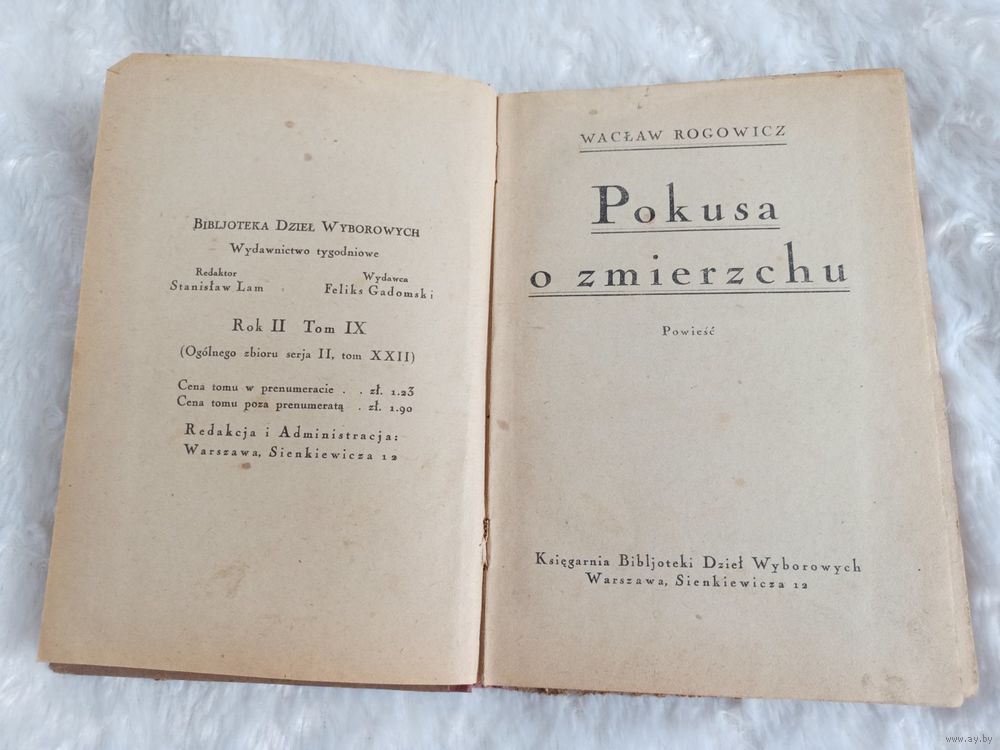 BIBLJOTEKA DZIEŁ WYBOROWYCH
Wydawnictwo tygodniowe
Redaktor Wydawca
Stanisław Lam Feliks Gadomski
Rok II Tom IX
(Ogólnego zbioru serja II, tom XXII)
Cena tomu w prenumeracie . . zł. 1.23
Cena tomu poza prenumeratą . zł. 1.90
Redakcja i Administracja:
Warszawa, Sienkiewicza 12
WACŁAW ROGOWICZ
Pokusa
o zmierzchu
Powieść
Księgarnia Bibljoteki Dzieł Wyborowych
Warszawa, Sienkiewicza 12
www.ay.by